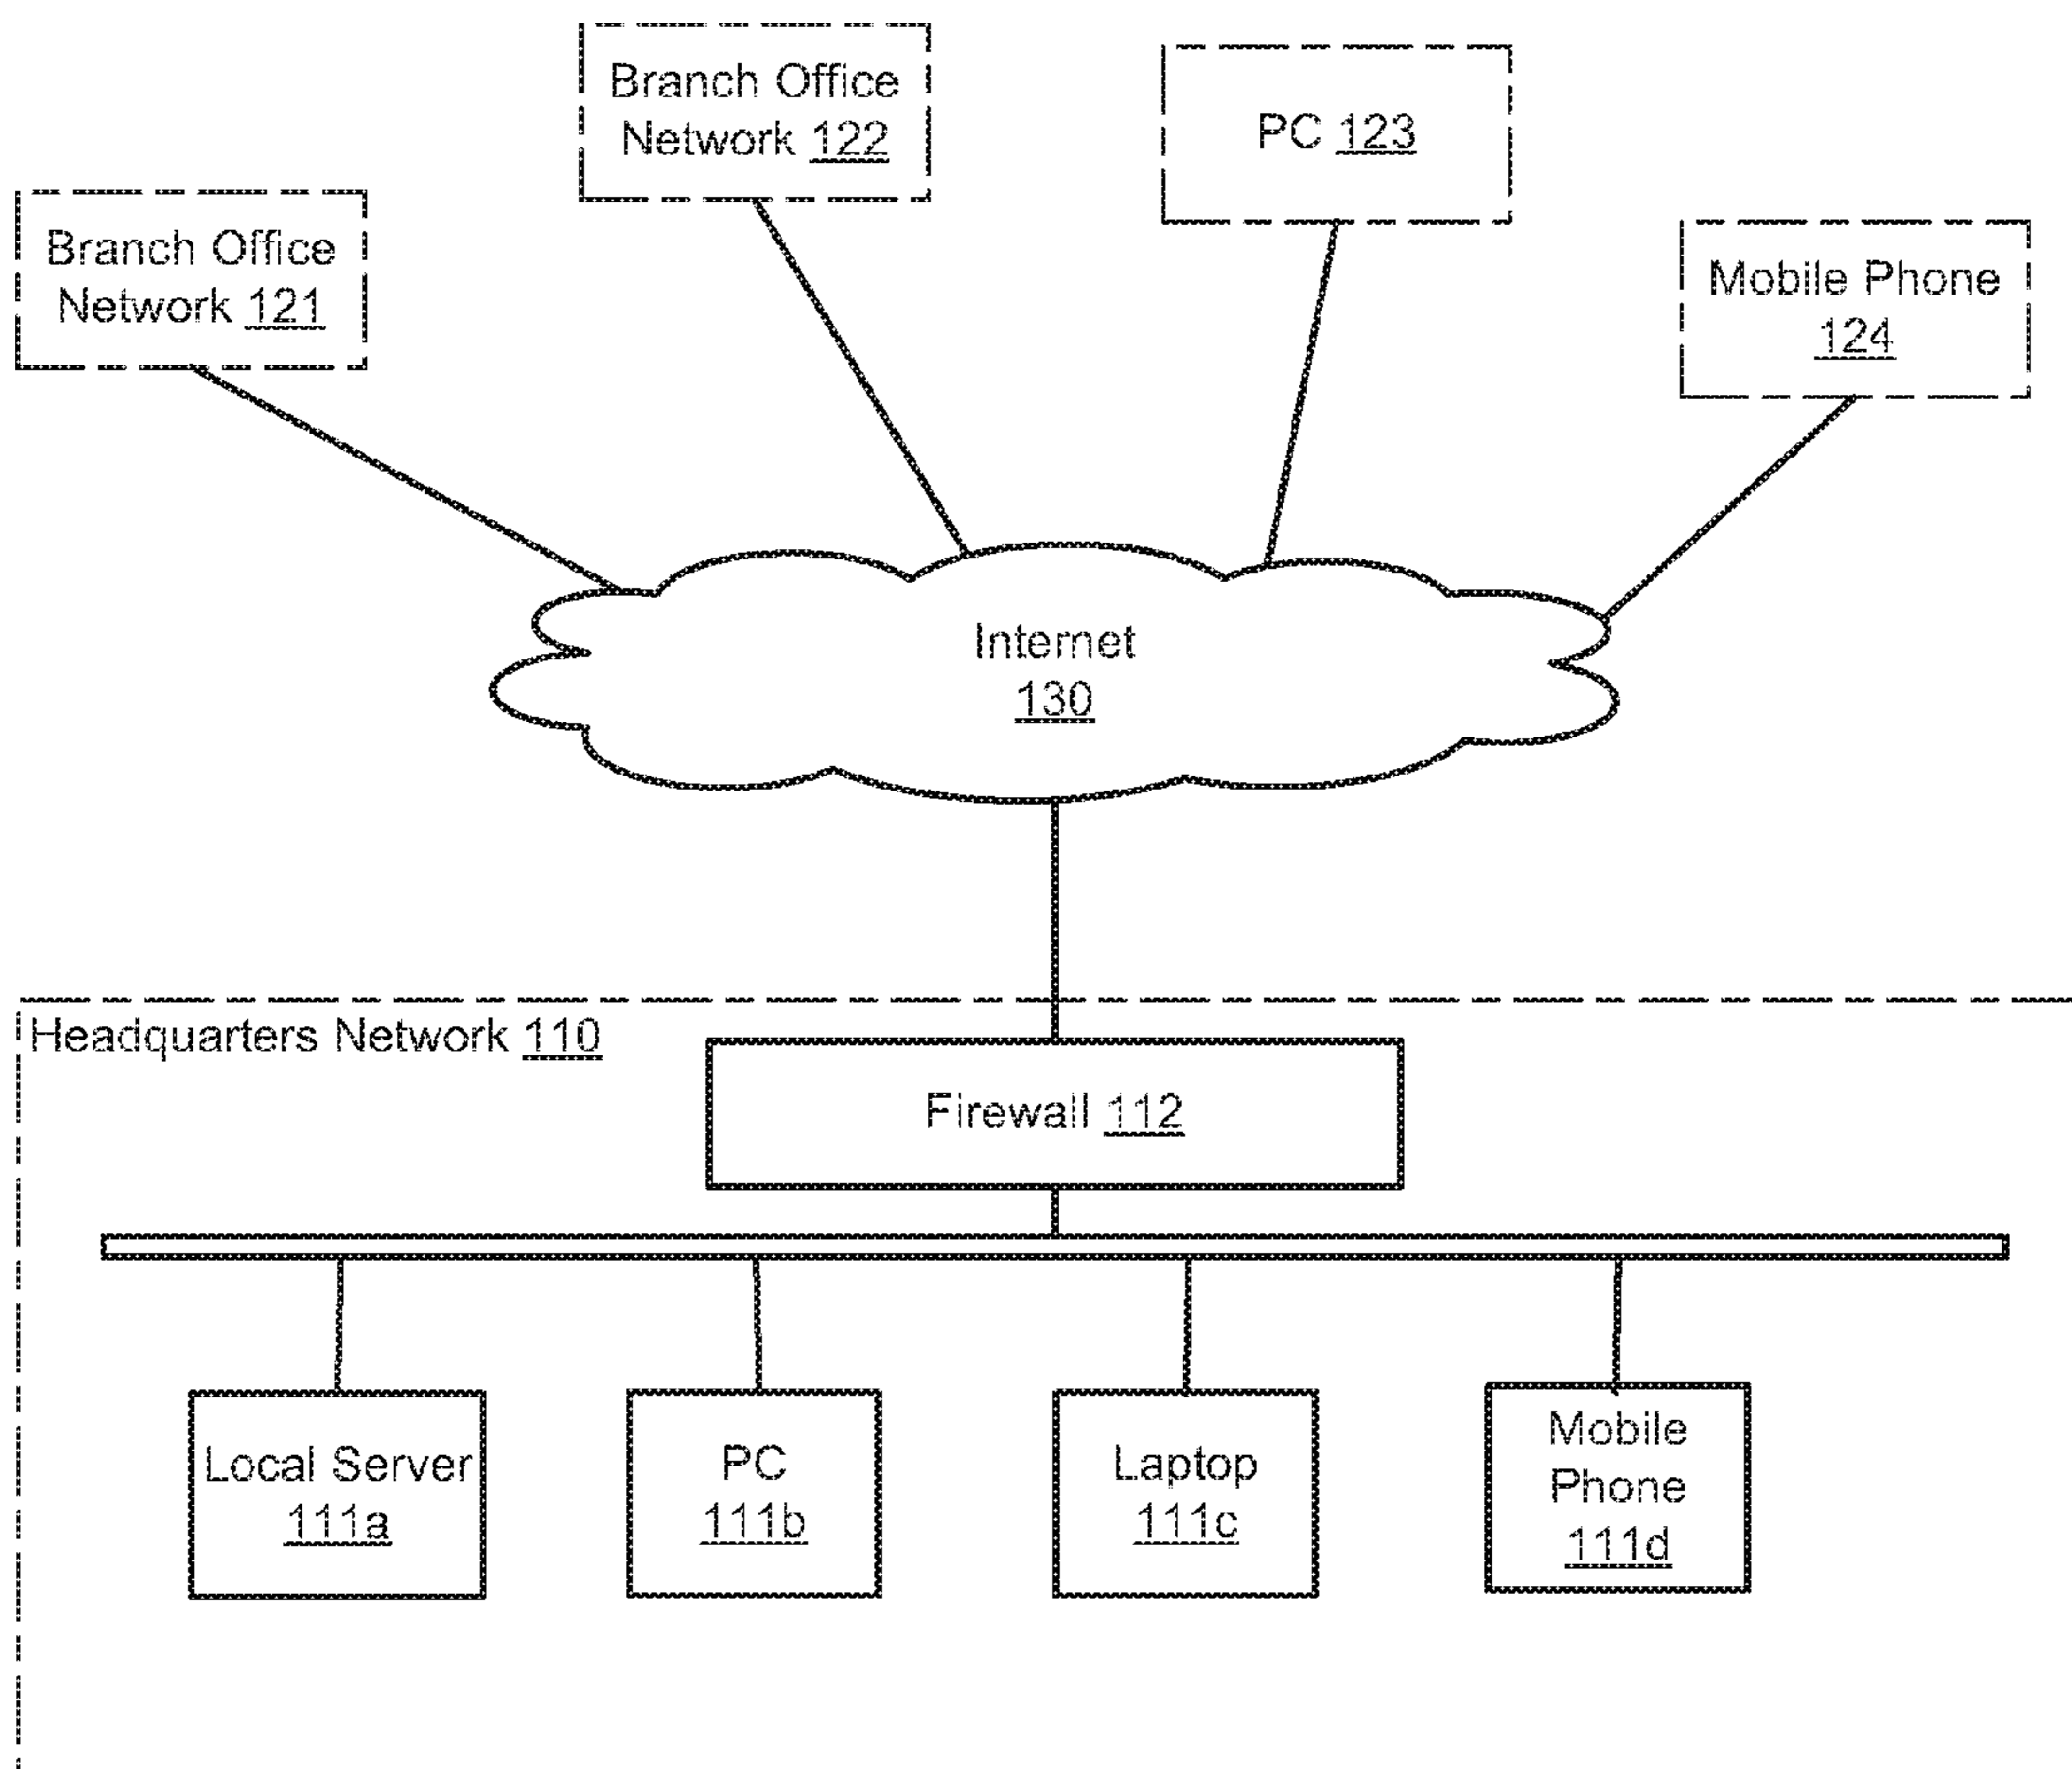 Branch Office
Network 122
PC 123
Branch Office
Network 121
Mobile Phone
124
Internet
130
Headquarters Network 110
Firewall 112
Local Server
111a
PC
111b
Laptop
111c
Mobile
Phone
111d